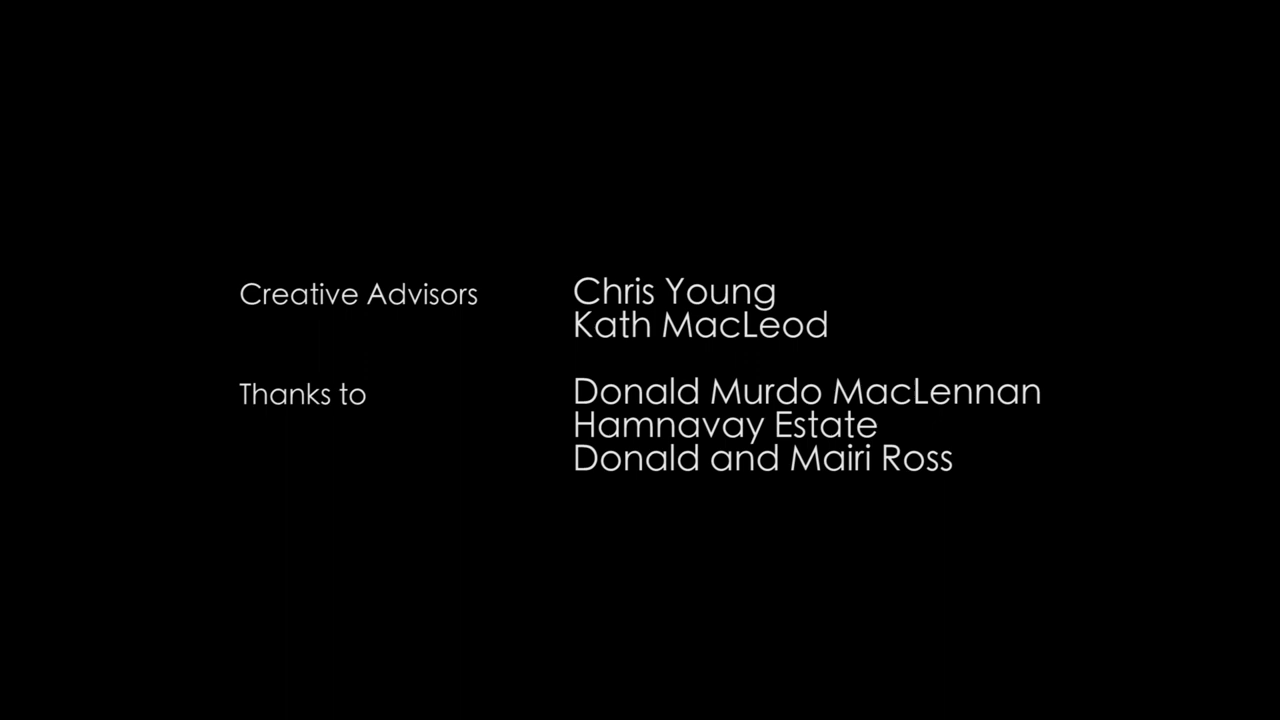 Creative Advisors Chris Young
Kath MacLeod
Thanks to Donald Murdo MacLennan
Hamnavay Estate
Donald and Mairi Ross